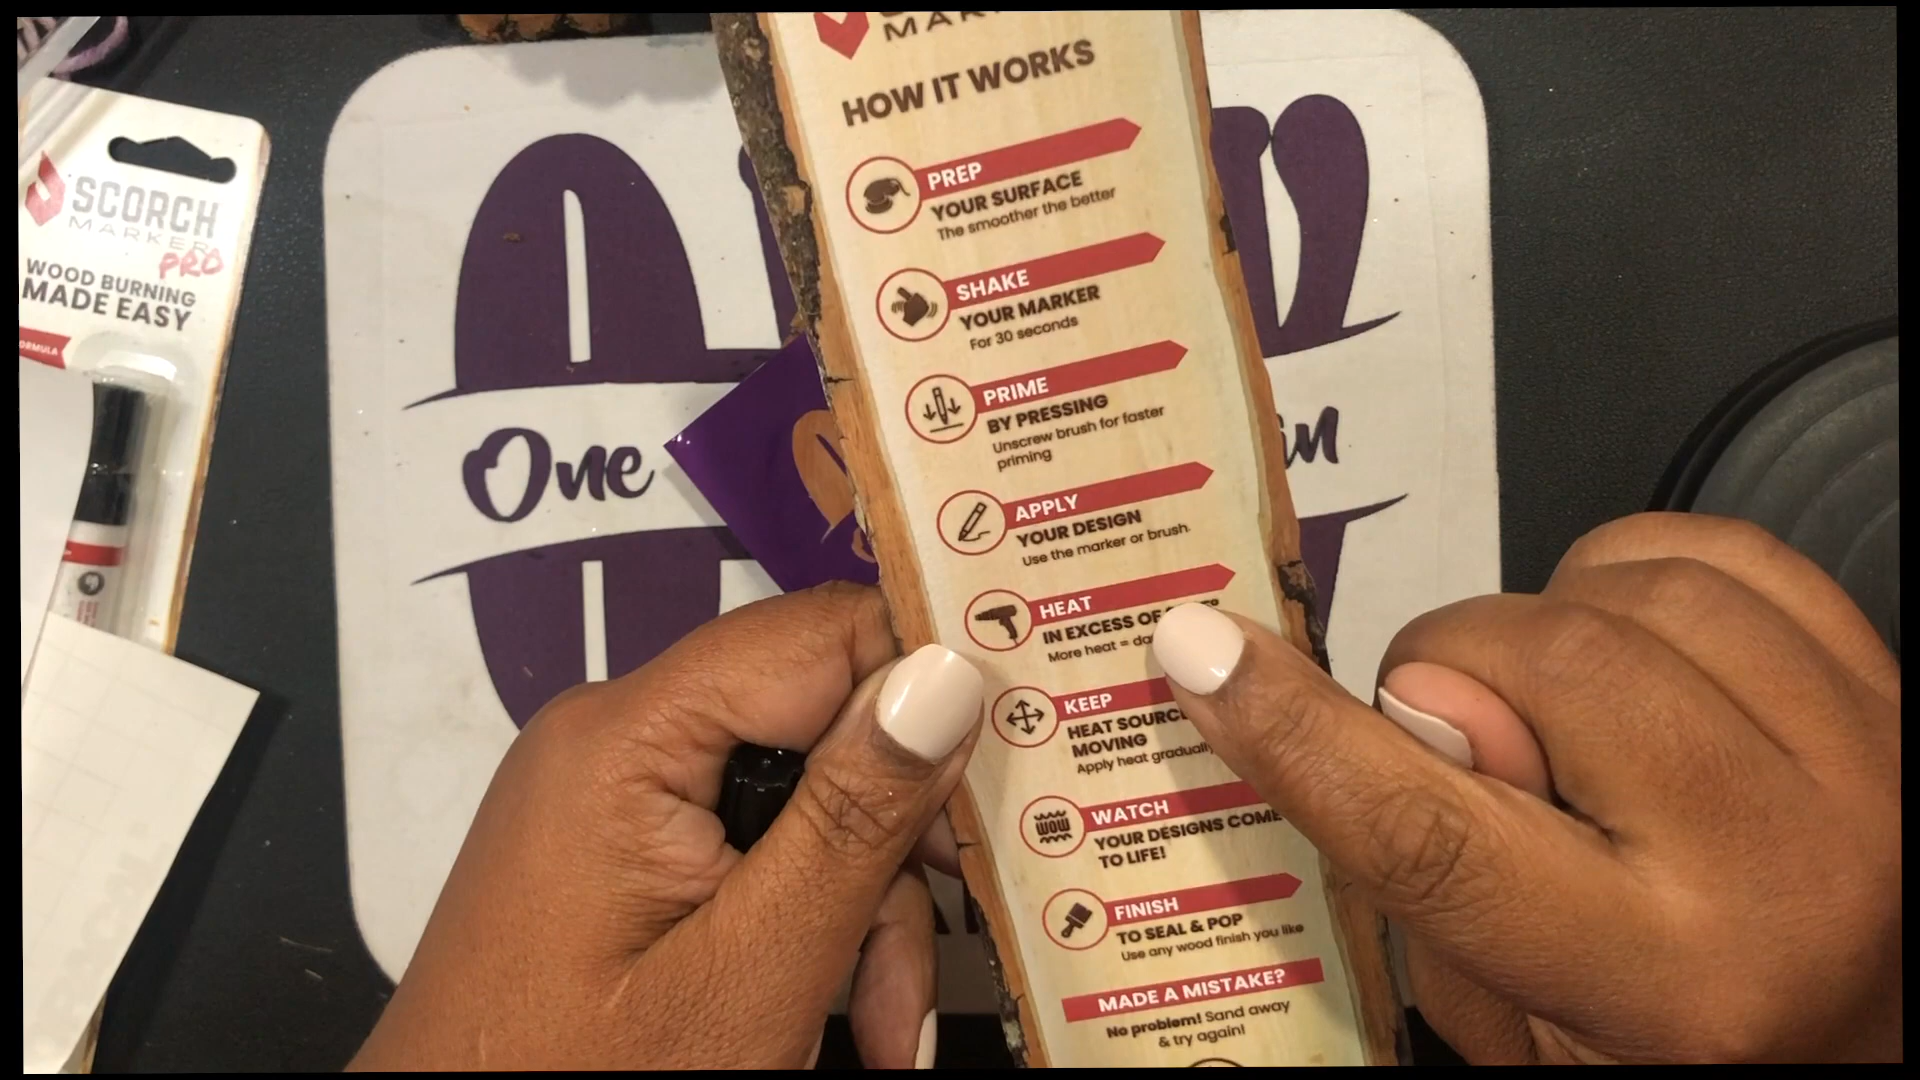 SCORCH
MARKER
PRO
WOOD BURNING
MADE EASY
One
HOW IT WORKS
PREP
YOUR SURFACE
The smoother the better
SHAKE
YOUR MARKER
For 30 seconds
PRIME
BY PRESSING
Unscrew brush for faster
priming
APPLY
YOUR DESIGN
Use the marker or brush.
HEAT
IN EXCESS OF
More heat =
KEEP
HEAT SOURCE
MOVING
Apply heat gradually
WATCH
WOW
YOUR DESIGNS COME
TO LIFE!
FINISH
TO SEAL & POP
Use any wood finish you like
MADE A MISTAKE?
No problem! Sand away
& try again!